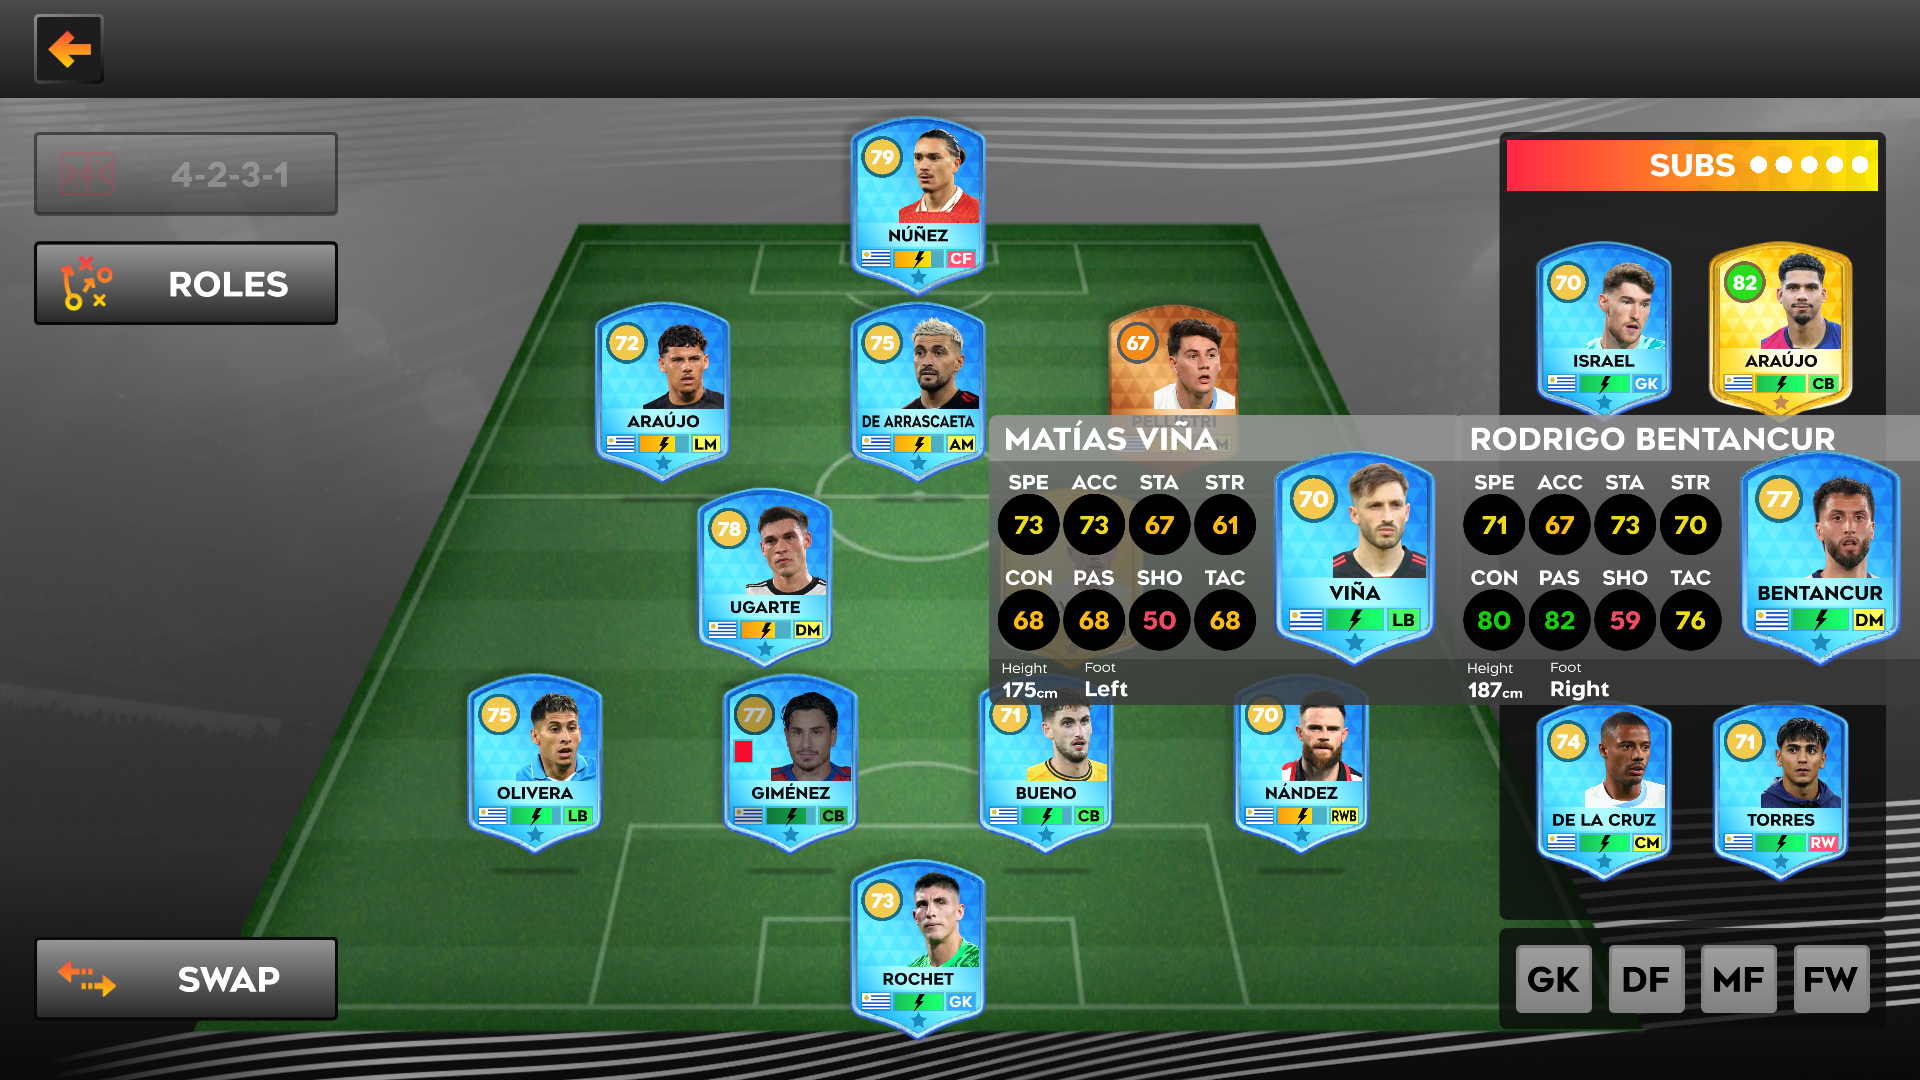 4-2-3-1
ROLES
SWAP
79
NÚÑEZ
CF
72
ARAÚJO
LM
75
DE ARRASCAETA
AM
67
PELLISTRI
78
UGARTE
DM
75
OLIVERA
LB
77
GIMÉNEZ
CB
71
BUENO
CB
70
NÁNDEZ
RWB
73
ROCHET
GK
MATÍAS VIÑA
SPE ACC STA STR
73 73 67 61
CON PAS SHO TAC
68 68 50 68
Height Foot
175cm Left
70
VIÑA
LB
RODRIGO BENTANCUR
SPE ACC STA STR
71 67 73 70
CON PAS SHO TAC
80 82 59 76
Height Foot
187cm Right
77
BENTANCUR
DM
SUBS
70
ISRAEL
GK
82
ARAÚJO
CB
74
DE LA CRUZ
CM
71
TORRES
RW
GK DF MF FW